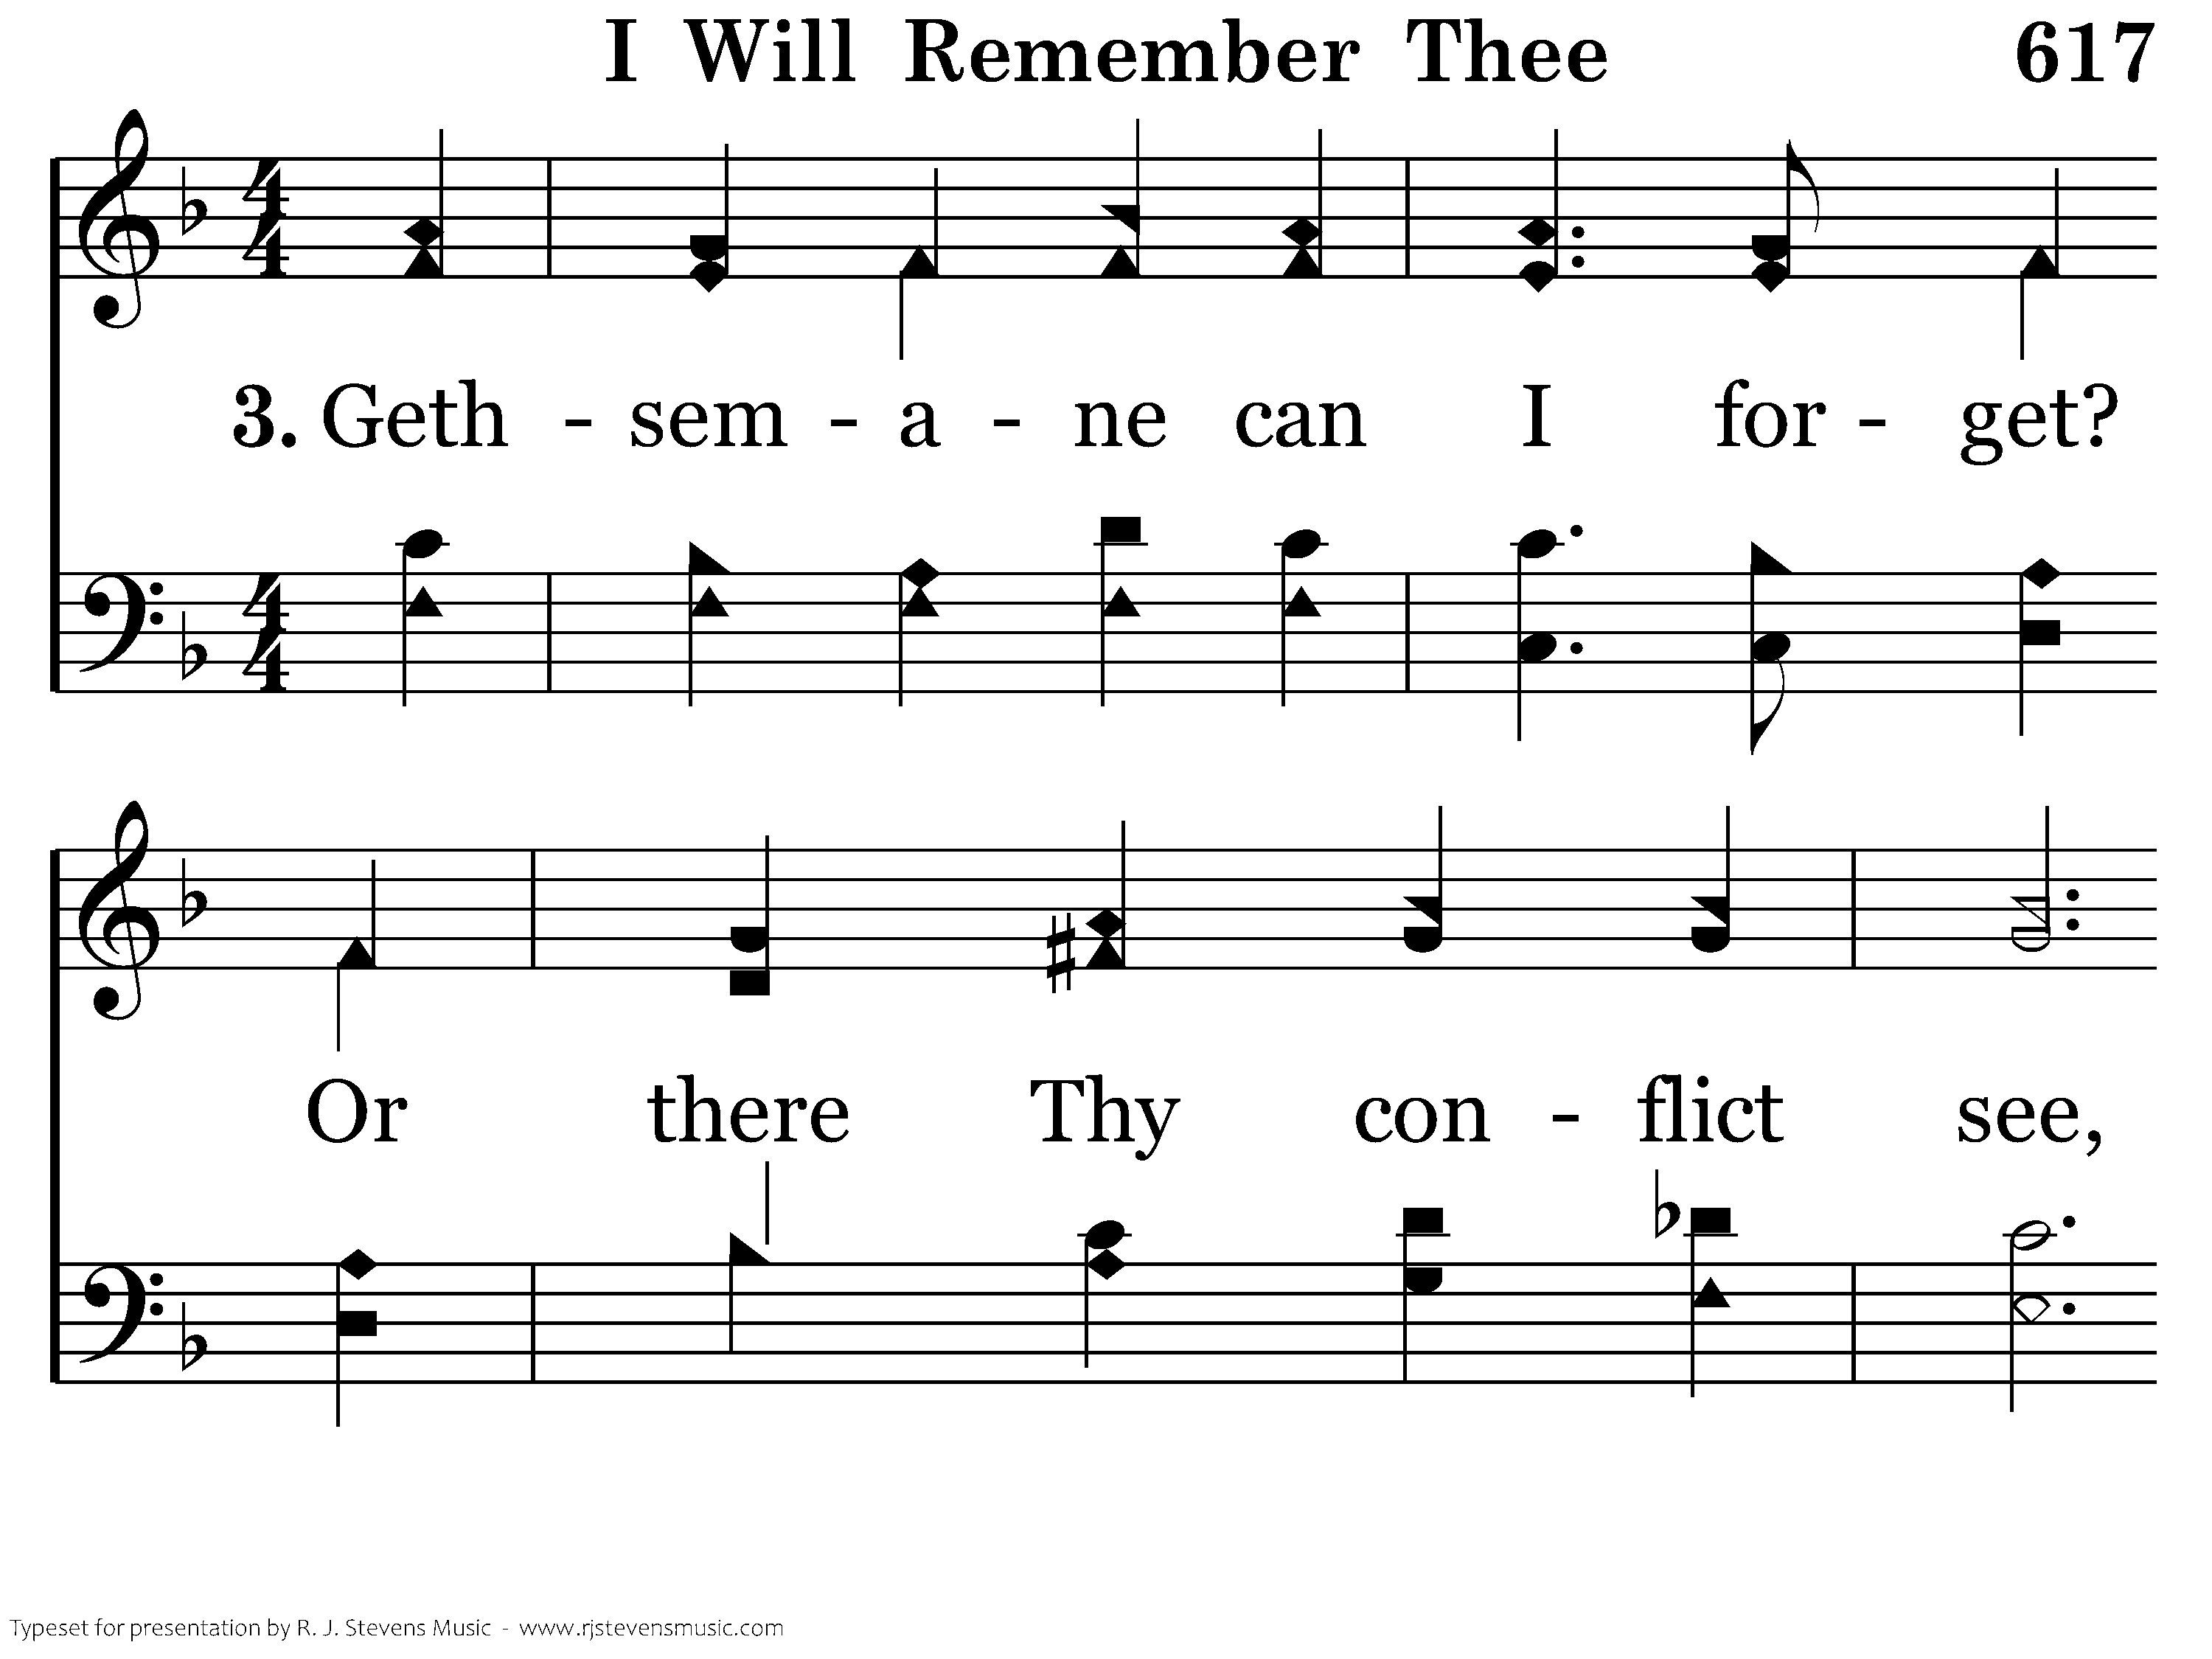 I Will Remember Thee 617
3. Geth - sem - a - ne can I for - get?
Or there Thy con - flict see,
Typeset for presentation by R. J. Stevens Music - www.rjstevensmusic.com